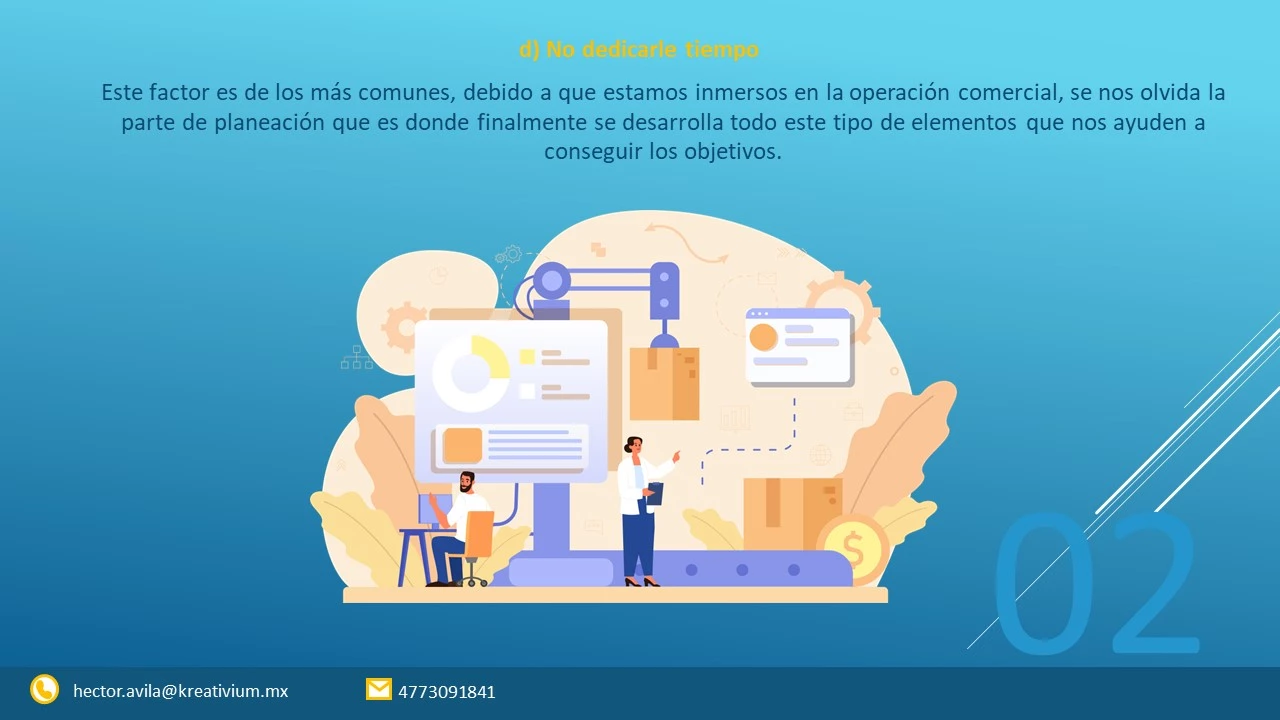 d) No dedicarle tiempo
Este factor es de los más comunes, debido a que estamos inmersos en la operación comercial, se nos olvida la
parte de planeación que es donde finalmente se desarrolla todo este tipo de elementos que nos ayuden a
conseguir los objetivos.
$
02
hector.avila@kreativium.mx
4773091841